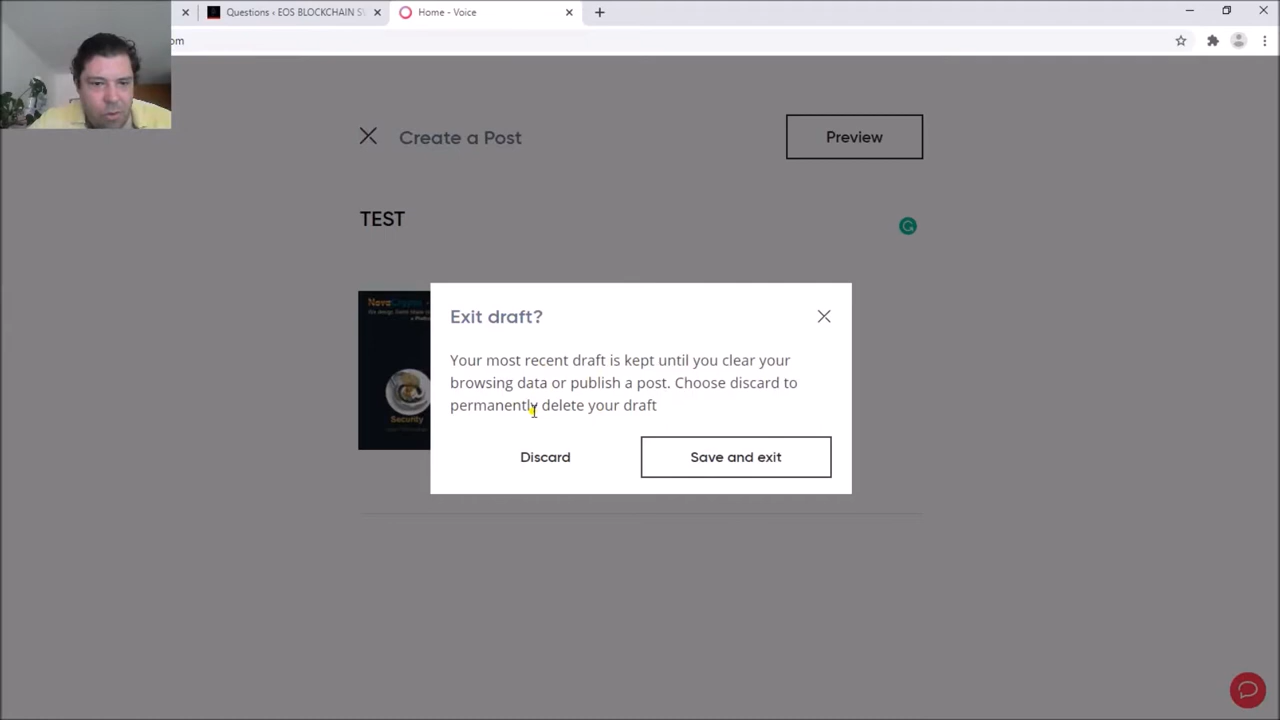 Questions ‹ EOS BLOCKCHAIN
Home - Voice
om
Create a Post
Preview
TEST
Exit draft?
Your most recent draft is kept until you clear your
browsing data or publish a post. Choose discard to
permanently delete your draft
Security
Discard
Save and exit